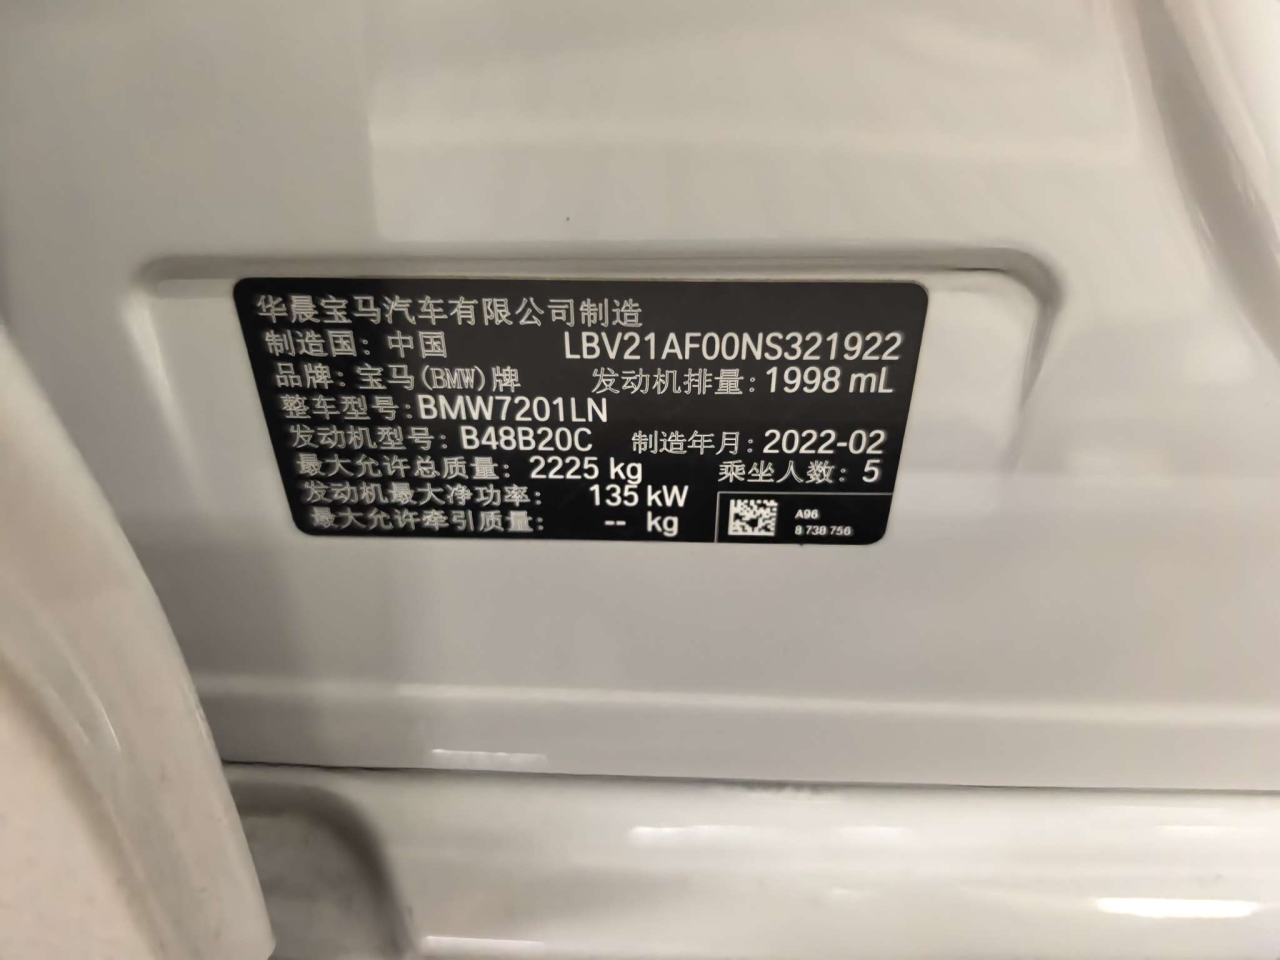 华晨宝马汽车有限公司制造
制造国：中国 LBV21AF00NS321922
品牌：宝马(BMW)牌 发动机排量：1998 mL
整车型号：BMW7201LN
发动机型号：B48B20C 制造年月：2022-02
最大允许总质量：2225 kg 乘坐人数：5
发动机最大净功率：135 kW
最大允许牵引质量：-- kg
A96
8 738 756